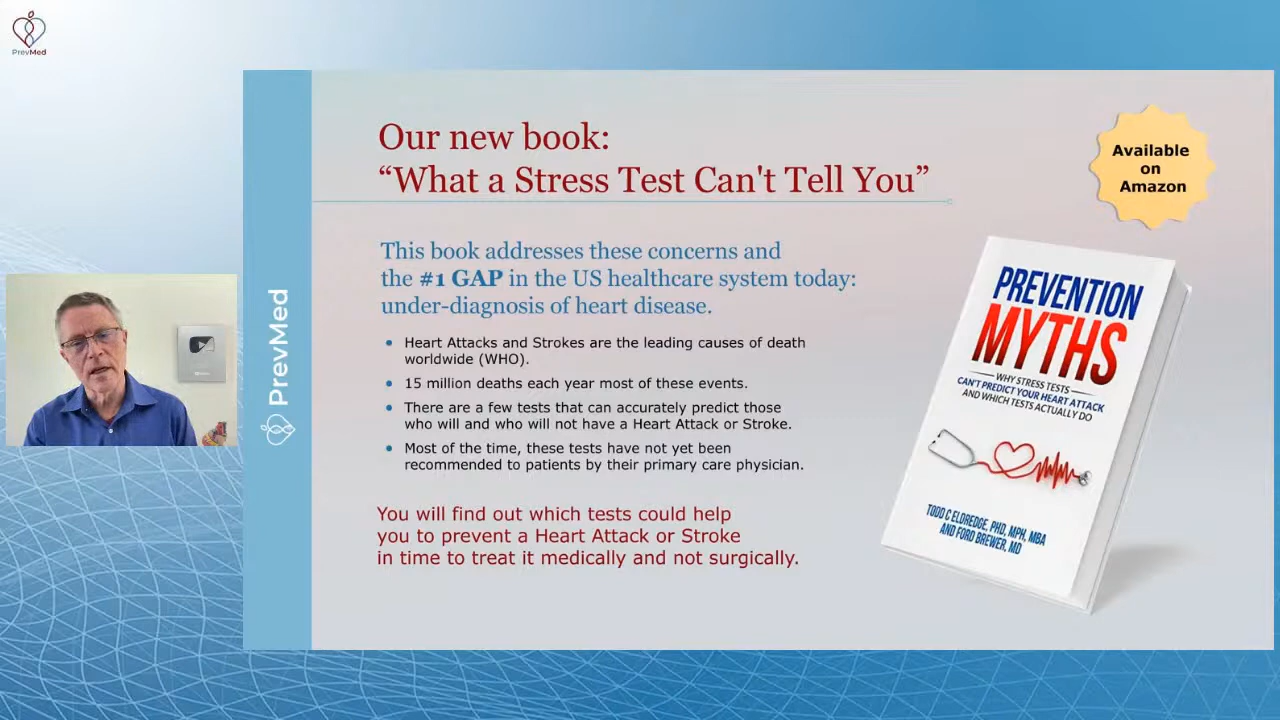 PrevMed
Our new book:
“What a Stress Test Can't Tell You”
Available
on
Amazon
This book addresses these concerns and
the #1 GAP in the US healthcare system today:
under-diagnosis of heart disease.
• Heart Attacks and Strokes are the leading causes of death
worldwide (WHO).
• 15 million deaths each year most of these events.
• There are a few tests that can accurately predict those
who will and who will not have a Heart Attack or Stroke.
• Most of the time, these tests have not yet been
recommended to patients by their primary care physician.
You will find out which tests could help
you to prevent a Heart Attack or Stroke
in time to treat it medically and not surgically.
PrevMed
PREVENTION
MYTHS
WHY STRESS TESTS
CAN'T PREDICT YOUR HEART ATTACK
AND WHICH TESTS ACTUALLY DO
TODD C ELDREDGE, PHD, MPH, MBA
AND FORD BREWER, MD